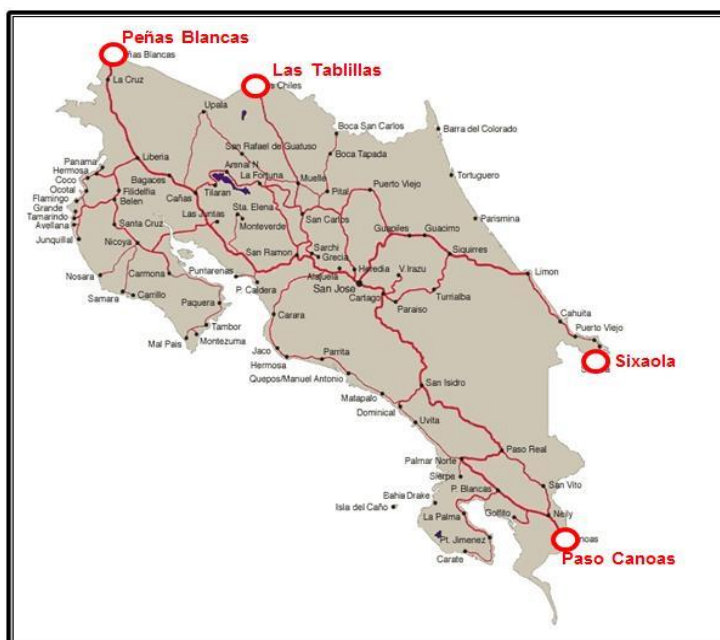 Peñas Blancas
ñas Blancas
La Cruz
Las Tablillas
Chiles
Upala
Boca San Carlos
Barra del Colorado
San Rafael de Guatuso
Boca Tapada
Arenal N.
La Fortuna
Muelle
Pital
Puerto Viejo
Tortuguero
Panama
Hermosa
Coco
Ocotal
Flamingo
Grande
Tamarindo
Avellana
Junquillal
Liberia
Bagaces
Filidelfia
Belen
Cañas
Tilaran
Las Juntas
Sta. Elena
Monteverde
San Carlos
Parismina
Santa Cruz
Nicoya
Guapiles
Guacimo
Siquirres
San Ramon
Sarchi
Grecia
Alajuela
Heredia
V.Irazu
Limon
Nosara
Carmona
Puntarenas
P. Caldera
San Jose
Cartago
Paraiso
Turrialba
Samara
Carrillo
Paquera
Carara
Cahuita
Puerto Viejo
Tambor
Montezuma
Mal Pais
Jaco
Hermosa
Parrita
Quepos/Manuel Antonio
Sixaola
San Isidro
Matapalo
Dominical
Uvita
Palmar Norte
Paso Real
Sierpe
P. Blancas
San Vito
Bahia Drake
Isla del Caño
La Palma
Golfito
Neily
Pt. Jimenez
Carate
noas
Paso Canoas